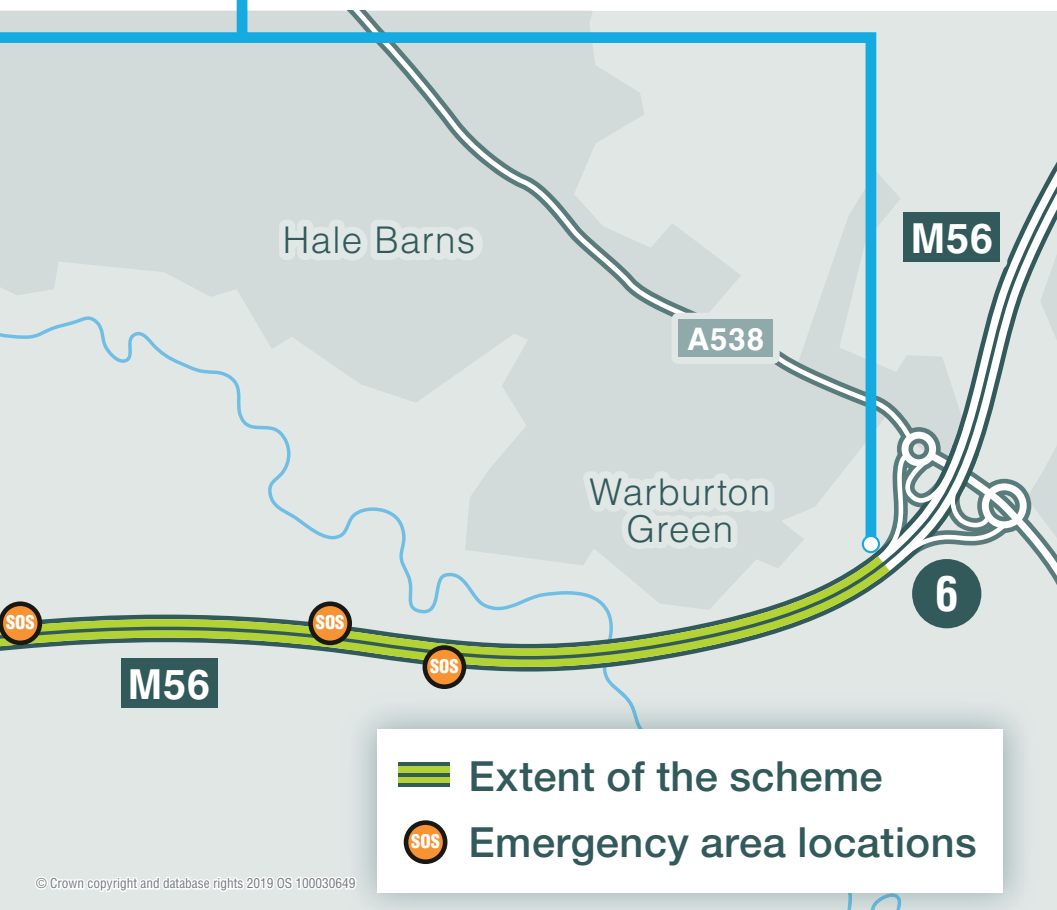 Hale Barns
M56
A538
Warburton
Green
6
SOS
SOS
SOS
M56
Extent of the scheme
SOS
Emergency area locations
© Crown copyright and database rights 2019 OS 100030649